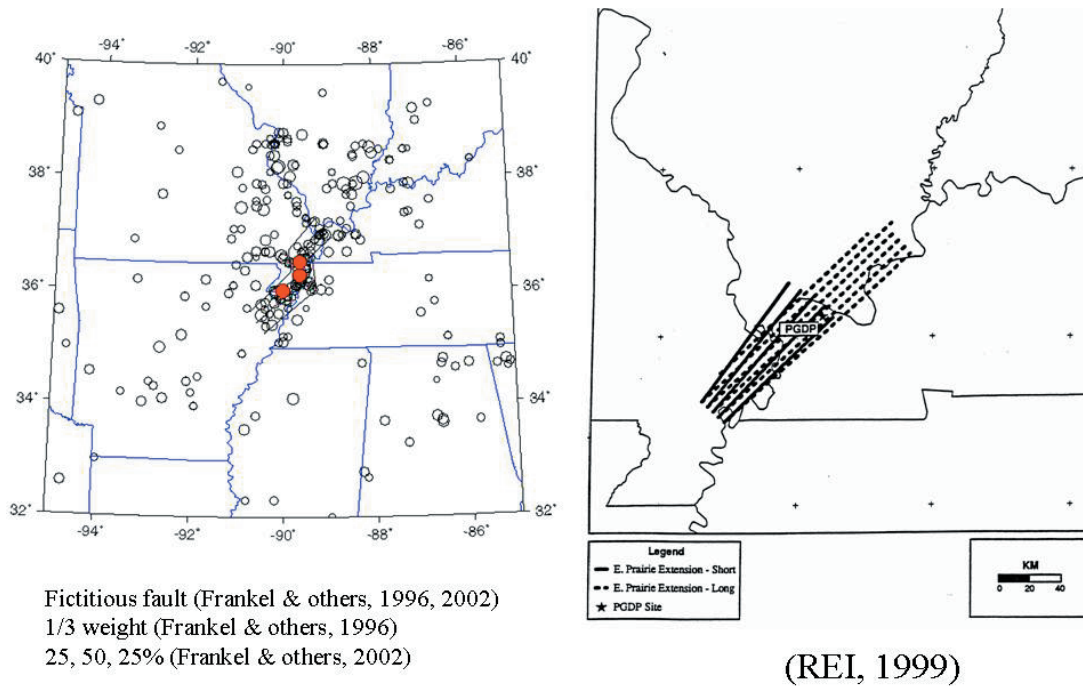 -94° -90° -88° -86°
40° 40°
38° 38°
36° 36°
34° 34°
32° 32°
-94° -92° -90° -88° -86°
Fictitious fault (Frankel & others, 1996, 2002)
1/3 weight (Frankel & others, 1996)
25, 50, 25% (Frankel & others, 2002)
PGDP
Legend
E. Prairie Extension - Short
E. Prairie Extension - Long
PGDP Site
KM
0 20 40
(REI, 1999)